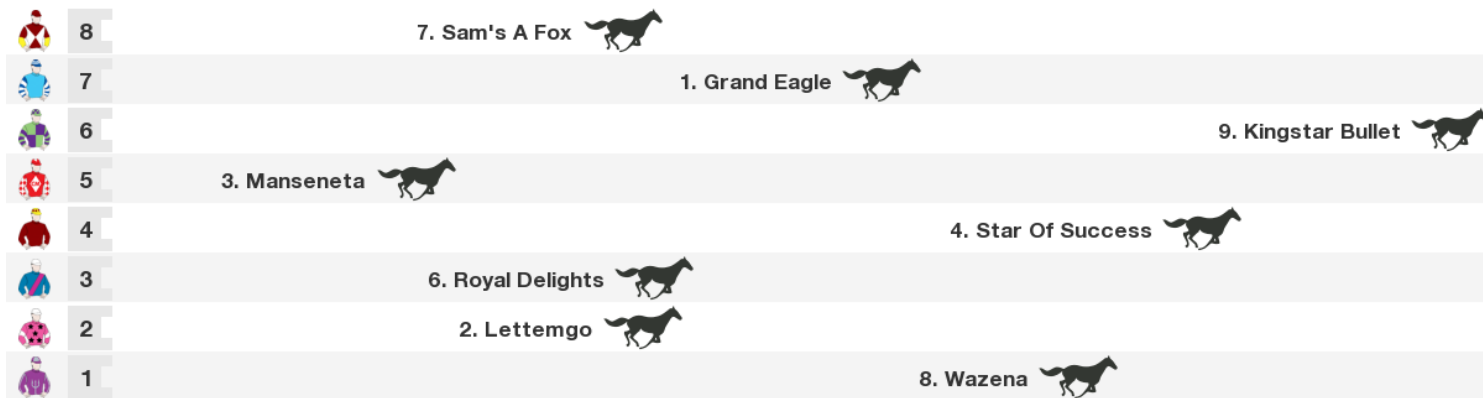 8 7. Sam's A Fox
7 1. Grand Eagle
6 9. Kingstar Bullet
5 3. Manseneta
4 4. Star Of Success
3 6. Royal Delights
2 2. Lettemgo
1 8. Wazena